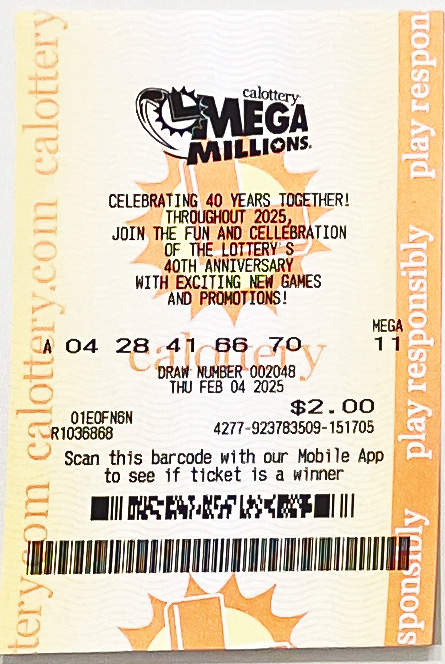 calottery
MEGA
MILLIONS®
CELEBRATING 40 YEARS TOGETHER!
THROUGHOUT 2025,
JOIN THE FUN AND CELLEBRATION
OF THE LOTTERY S
40TH ANNIVERSARY
WITH EXCITING NEW GAMES
AND PROMOTIONS!
calottery
MEGA
A 04 28 41 66 70 11
DRAW NUMBER 002048
THU FEB 04 2025
$2.00
01EOFN6N
R1036868 4277-923783509-151705
Scan this barcode with our Mobile App
to see if ticket is a winner
tery.com calottery.com calottery
sponsibly play responsibly play respon